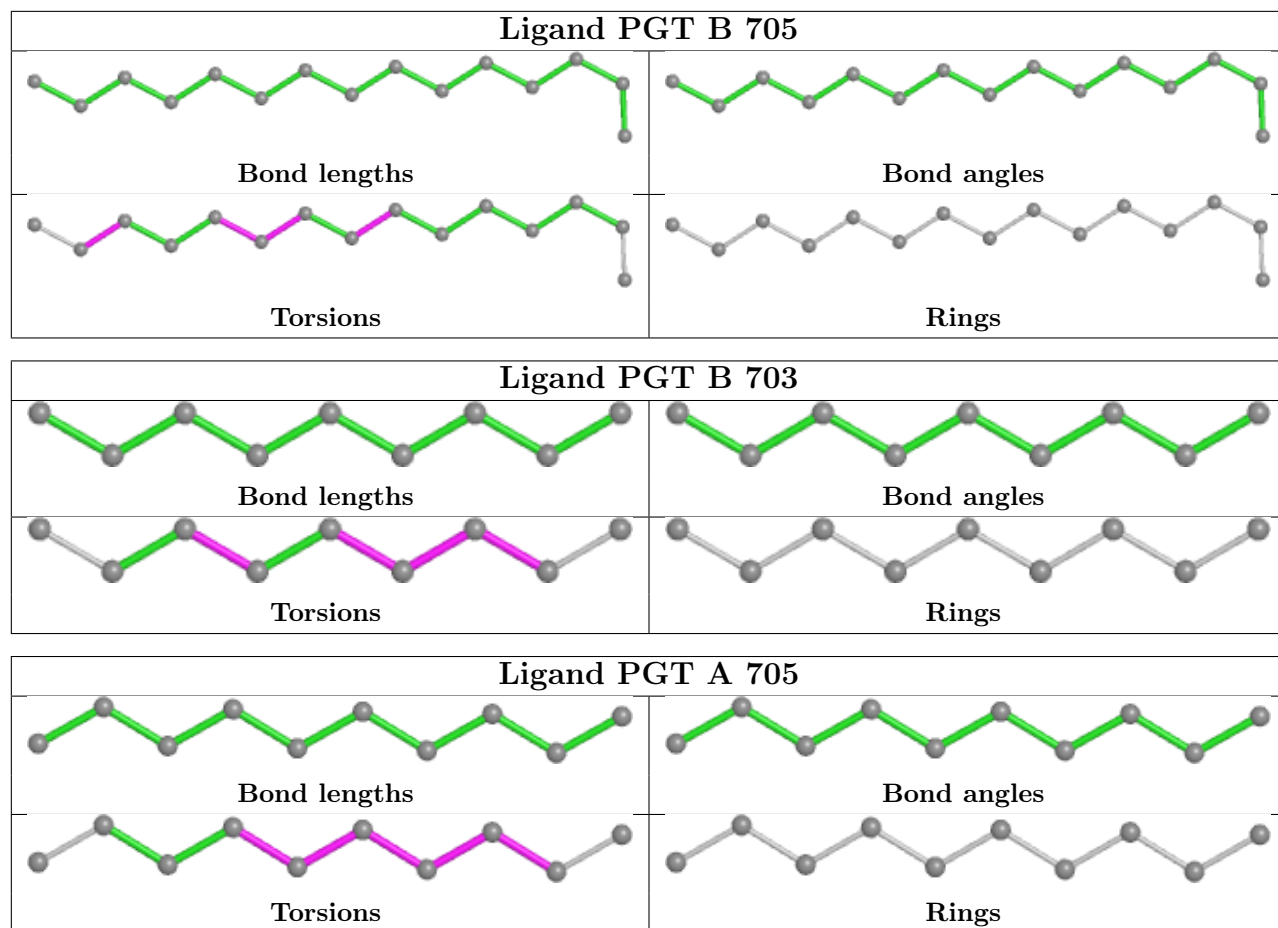 Ligand PGT B 705
Bond lengths
Bond angles
Torsions
Rings
Ligand PGT B 703
Bond lengths
Bond angles
Torsions
Rings
Ligand PGT A 705
Bond lengths
Bond angles
Torsions
Rings